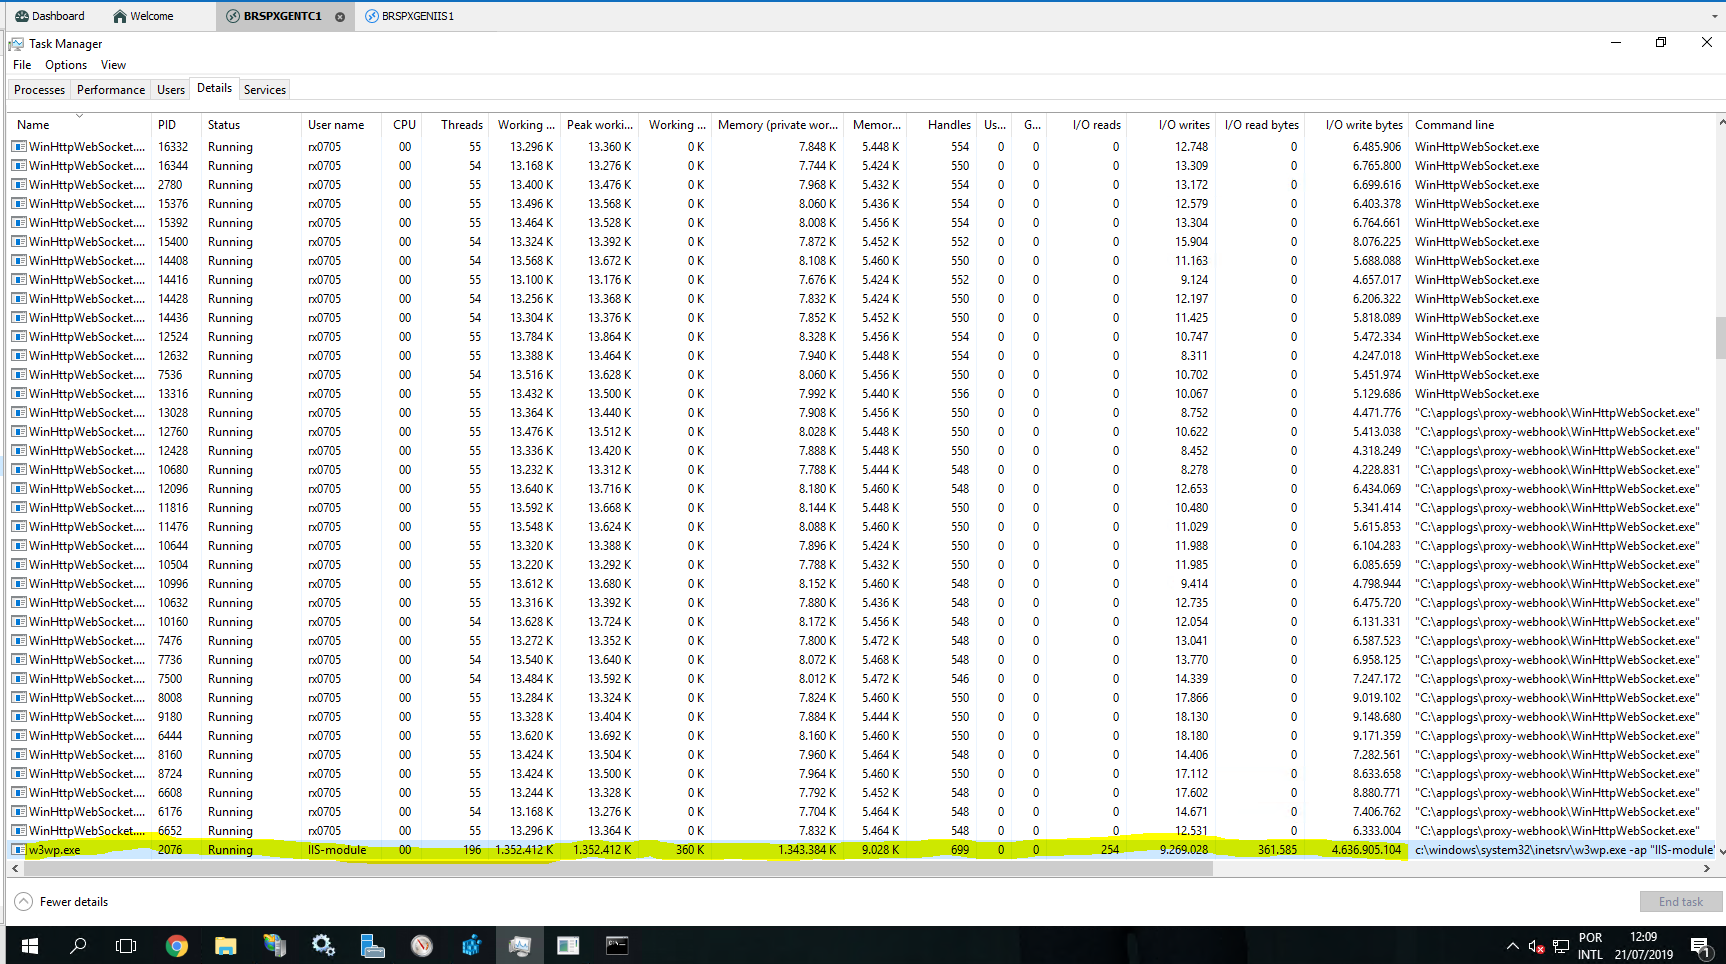 Dashboard Welcome BRSPXGENTC1 BRSPXGENIIS1
Task Manager
File Options View
Processes Performance Users Details Services
Name PID Status User name CPU Threads Working ... Peak worki... Working ... Memory (private wor... Memor... Handles Us... G... I/O reads I/O writes I/O read bytes I/O write bytes Command line
WinHttpWebSocket.... 16332 Running rx0705 00 55 13.296 K 13.360 K 0 K 7.848 K 5.448 K 554 0 0 0 12.748 0 6.485.906 WinHttpWebSocket.exe
WinHttpWebSocket.... 16344 Running rx0705 00 54 13.168 K 13.276 K 0 K 7.744 K 5.424 K 550 0 0 0 13.309 0 6.765.800 WinHttpWebSocket.exe
WinHttpWebSocket.... 2780 Running rx0705 00 55 13.400 K 13.476 K 0 K 7.968 K 5.432 K 554 0 0 0 13.172 0 6.699.616 WinHttpWebSocket.exe
WinHttpWebSocket.... 15376 Running rx0705 00 55 13.496 K 13.568 K 0 K 8.060 K 5.436 K 554 0 0 0 12.579 0 6.403.378 WinHttpWebSocket.exe
WinHttpWebSocket.... 15392 Running rx0705 00 55 13.464 K 13.528 K 0 K 8.008 K 5.456 K 554 0 0 0 13.304 0 6.764.661 WinHttpWebSocket.exe
WinHttpWebSocket.... 15400 Running rx0705 00 54 13.324 K 13.392 K 0 K 7.872 K 5.452 K 552 0 0 0 15.904 0 8.076.225 WinHttpWebSocket.exe
WinHttpWebSocket.... 14408 Running rx0705 00 54 13.568 K 13.672 K 0 K 8.108 K 5.460 K 550 0 0 0 11.163 0 5.688.088 WinHttpWebSocket.exe
WinHttpWebSocket.... 14416 Running rx0705 00 54 13.100 K 13.176 K 0 K 7.676 K 5.424 K 552 0 0 0 9.124 0 4.657.017 WinHttpWebSocket.exe
WinHttpWebSocket.... 14428 Running rx0705 00 54 13.256 K 13.368 K 0 K 7.832 K 5.424 K 550 0 0 0 12.197 0 6.206.322 WinHttpWebSocket.exe
WinHttpWebSocket.... 14436 Running rx0705 00 54 13.304 K 13.376 K 0 K 7.852 K 5.452 K 550 0 0 0 11.425 0 5.818.089 WinHttpWebSocket.exe
WinHttpWebSocket.... 12524 Running rx0705 00 54 13.784 K 13.864 K 0 K 8.328 K 5.456 K 554 0 0 0 10.747 0 5.472.334 WinHttpWebSocket.exe
WinHttpWebSocket.... 12632 Running rx0705 00 55 13.388 K 13.464 K 0 K 7.940 K 5.448 K 554 0 0 0 8.311 0 4.247.018 WinHttpWebSocket.exe
WinHttpWebSocket.... 7536 Running rx0705 00 54 13.516 K 13.628 K 0 K 8.060 K 5.456 K 550 0 0 0 10.702 0 5.451.974 WinHttpWebSocket.exe
WinHttpWebSocket.... 13316 Running rx0705 00 55 13.432 K 13.500 K 0 K 7.992 K 5.440 K 556 0 0 0 10.067 0 5.129.686 WinHttpWebSocket.exe
WinHttpWebSocket.... 13028 Running rx0705 00 55 13.364 K 13.440 K 0 K 7.908 K 5.456 K 550 0 0 0 8.752 0 4.471.776 "C:\applogs\proxy-webhook\WinHttpWebSocket.exe"
WinHttpWebSocket.... 12760 Running rx0705 00 55 13.476 K 13.512 K 0 K 8.028 K 5.448 K 550 0 0 0 10.622 0 5.413.038 "C:\applogs\proxy-webhook\WinHttpWebSocket.exe"
WinHttpWebSocket.... 12428 Running rx0705 00 55 13.336 K 13.420 K 0 K 7.888 K 5.448 K 550 0 0 0 8.452 0 4.318.249 "C:\applogs\proxy-webhook\WinHttpWebSocket.exe"
WinHttpWebSocket.... 10680 Running rx0705 00 55 13.232 K 13.312 K 0 K 7.788 K 5.444 K 548 0 0 0 8.278 0 4.228.831 "C:\applogs\proxy-webhook\WinHttpWebSocket.exe"
WinHttpWebSocket.... 12096 Running rx0705 00 55 13.640 K 13.716 K 0 K 8.180 K 5.460 K 548 0 0 0 12.653 0 6.434.069 "C:\applogs\proxy-webhook\WinHttpWebSocket.exe"
WinHttpWebSocket.... 11816 Running rx0705 00 55 13.592 K 13.668 K 0 K 8.144 K 5.448 K 550 0 0 0 10.480 0 5.341.414 "C:\applogs\proxy-webhook\WinHttpWebSocket.exe"
WinHttpWebSocket.... 11476 Running rx0705 00 55 13.548 K 13.624 K 0 K 8.088 K 5.460 K 550 0 0 0 11.029 0 5.615.853 "C:\applogs\proxy-webhook\WinHttpWebSocket.exe"
WinHttpWebSocket.... 10644 Running rx0705 00 55 13.320 K 13.388 K 0 K 7.896 K 5.424 K 550 0 0 0 11.988 0 6.104.283 "C:\applogs\proxy-webhook\WinHttpWebSocket.exe"
WinHttpWebSocket.... 10504 Running rx0705 00 55 13.220 K 13.292 K 0 K 7.788 K 5.432 K 550 0 0 0 11.985 0 6.085.659 "C:\applogs\proxy-webhook\WinHttpWebSocket.exe"
WinHttpWebSocket.... 10996 Running rx0705 00 55 13.612 K 13.680 K 0 K 8.152 K 5.460 K 548 0 0 0 9.414 0 4.798.944 "C:\applogs\proxy-webhook\WinHttpWebSocket.exe"
WinHttpWebSocket.... 10632 Running rx0705 00 55 13.316 K 13.392 K 0 K 7.880 K 5.436 K 548 0 0 0 12.735 0 6.475.720 "C:\applogs\proxy-webhook\WinHttpWebSocket.exe"
WinHttpWebSocket.... 10160 Running rx0705 00 54 13.628 K 13.724 K 0 K 8.172 K 5.456 K 548 0 0 0 12.054 0 6.131.331 "C:\applogs\proxy-webhook\WinHttpWebSocket.exe"
WinHttpWebSocket.... 7476 Running rx0705 00 55 13.272 K 13.352 K 0 K 7.800 K 5.472 K 548 0 0 0 13.041 0 6.587.523 "C:\applogs\proxy-webhook\WinHttpWebSocket.exe"
WinHttpWebSocket.... 7736 Running rx0705 00 54 13.540 K 13.640 K 0 K 8.072 K 5.468 K 548 0 0 0 13.770 0 6.958.125 "C:\applogs\proxy-webhook\WinHttpWebSocket.exe"
WinHttpWebSocket.... 7500 Running rx0705 00 54 13.484 K 13.592 K 0 K 8.012 K 5.472 K 546 0 0 0 14.339 0 7.247.172 "C:\applogs\proxy-webhook\WinHttpWebSocket.exe"
WinHttpWebSocket.... 8008 Running rx0705 00 55 13.284 K 13.324 K 0 K 7.824 K 5.460 K 550 0 0 0 17.866 0 9.019.102 "C:\applogs\proxy-webhook\WinHttpWebSocket.exe"
WinHttpWebSocket.... 9180 Running rx0705 00 55 13.328 K 13.404 K 0 K 7.884 K 5.444 K 550 0 0 0 18.130 0 9.148.680 "C:\applogs\proxy-webhook\WinHttpWebSocket.exe"
WinHttpWebSocket.... 6444 Running rx0705 00 55 13.620 K 13.692 K 0 K 8.160 K 5.460 K 550 0 0 0 18.180 0 9.171.359 "C:\applogs\proxy-webhook\WinHttpWebSocket.exe"
WinHttpWebSocket.... 8160 Running rx0705 00 55 13.424 K 13.504 K 0 K 7.960 K 5.464 K 548 0 0 0 14.406 0 7.282.561 "C:\applogs\proxy-webhook\WinHttpWebSocket.exe"
WinHttpWebSocket.... 8724 Running rx0705 00 55 13.424 K 13.500 K 0 K 7.964 K 5.460 K 550 0 0 0 17.112 0 8.633.658 "C:\applogs\proxy-webhook\WinHttpWebSocket.exe"
WinHttpWebSocket.... 6608 Running rx0705 00 55 13.244 K 13.328 K 0 K 7.792 K 5.452 K 550 0 0 0 17.602 0 8.880.771 "C:\applogs\proxy-webhook\WinHttpWebSocket.exe"
WinHttpWebSocket.... 6176 Running rx0705 00 54 13.168 K 13.276 K 0 K 7.704 K 5.464 K 548 0 0 0 14.671 0 7.406.762 "C:\applogs\proxy-webhook\WinHttpWebSocket.exe"
WinHttpWebSocket.... 6652 Running rx0705 00 55 13.296 K 13.364 K 0 K 7.832 K 5.464 K 548 0 0 0 12.531 0 6.333.004 "C:\applogs\proxy-webhook\WinHttpWebSocket.exe"
w3wp.exe 2076 Running IIS-module 00 196 1.352.412 K 1.352.412 K 360 K 1.343.384 K 9.028 K 699 0 0 254 9.269.028 361.585 4.636.905.104 c:\windows\system32\inetsrv\w3wp.exe -ap "IIS-module"
Fewer details End task
POR 12:09
INTL 21/07/2019 1